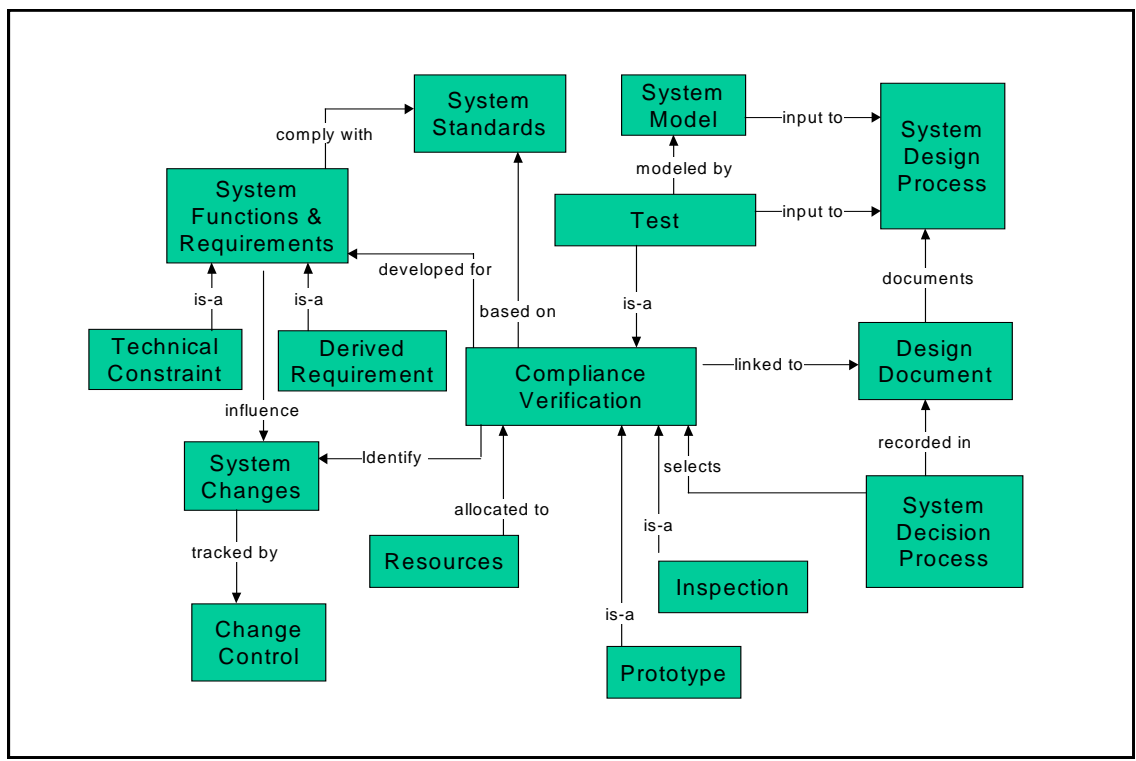 System
Standards
System
Model
System
Design
Process
comply with
input to
modeled by
System
Functions &
Requirements
Test
input to
developed for
documents
is-a
is-a
is-a
based on
Technical
Constraint
Derived
Requirement
Compliance
Verification
linked to
Design
Document
influence
recorded in
System
Changes
Identify
selects
System
Decision
Process
allocated to
is-a
tracked by
Resources
Inspection
is-a
Change
Control
Prototype